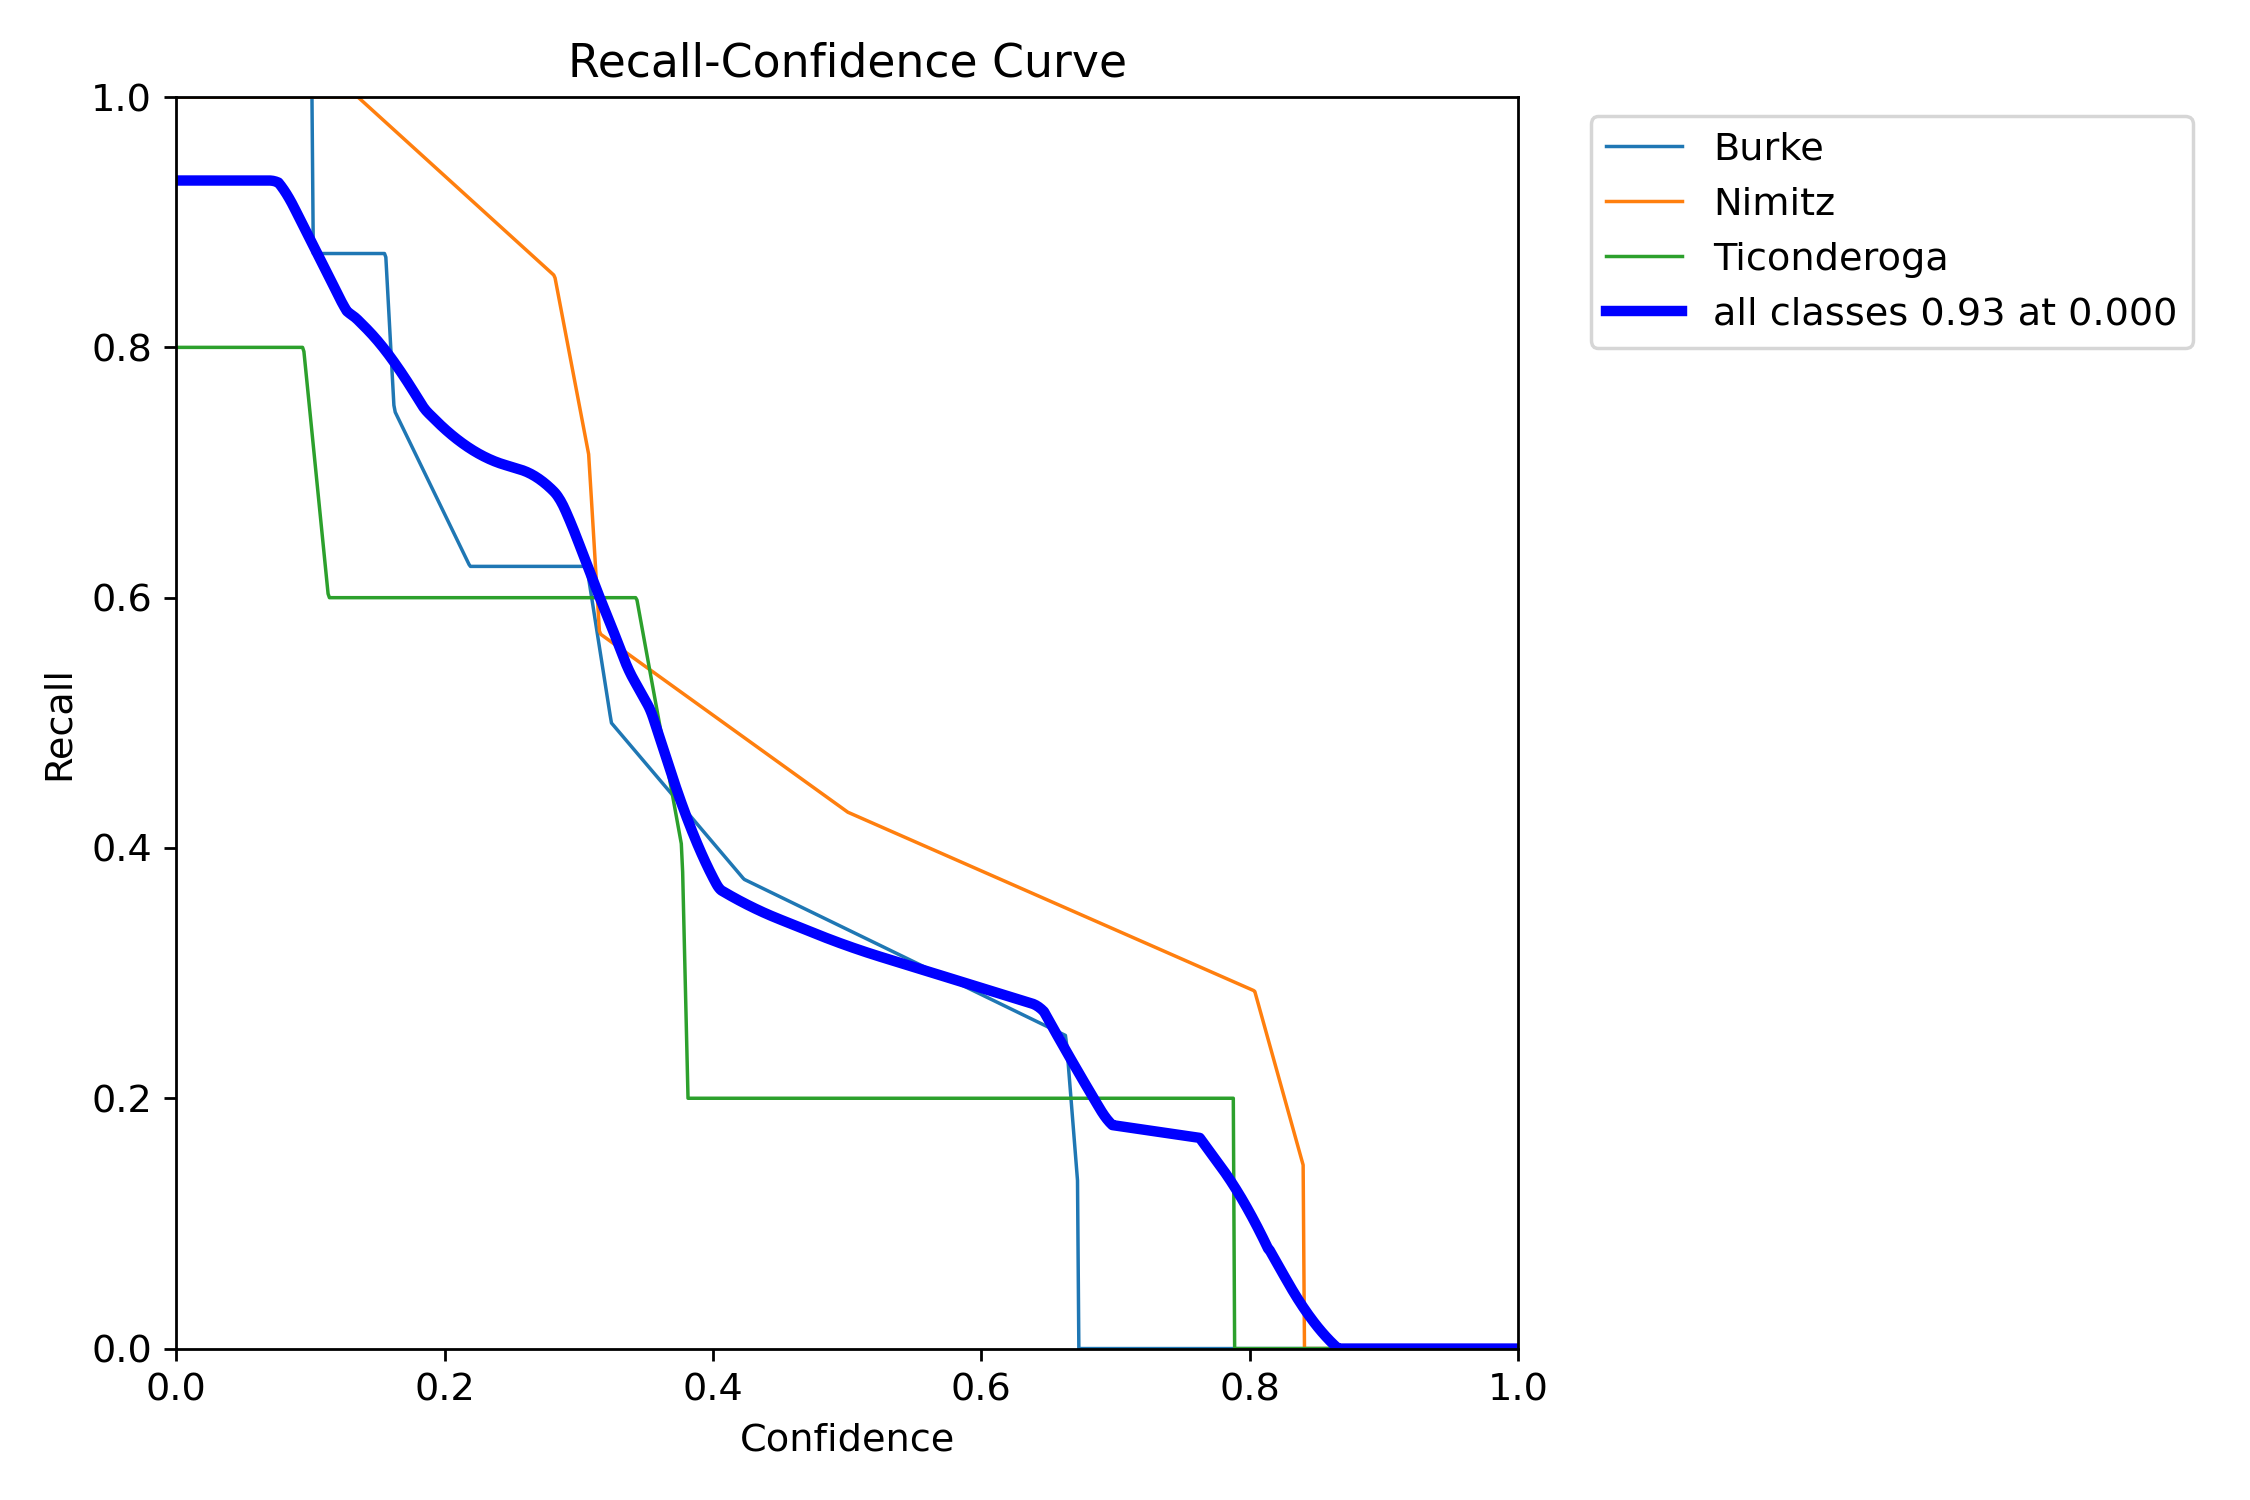 Recall-Confidence Curve
1.0
0.8
0.6
0.4
0.2
0.0
Recall
0.0 0.2 0.4 0.6 0.8 1.0
Confidence
Burke
Nimitz
Ticonderoga
all classes 0.93 at 0.000